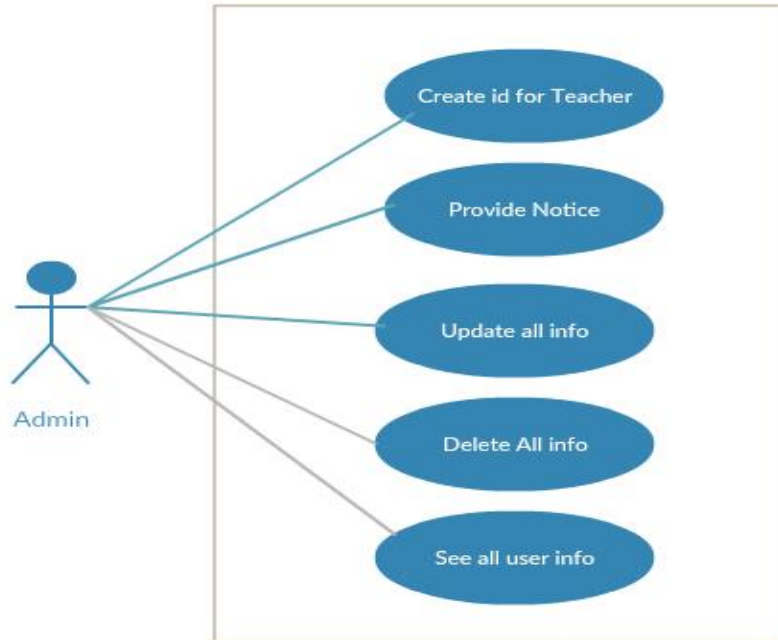 Create id for Teacher
Provide Notice
Update all info
Admin
Delete All info
See all user info